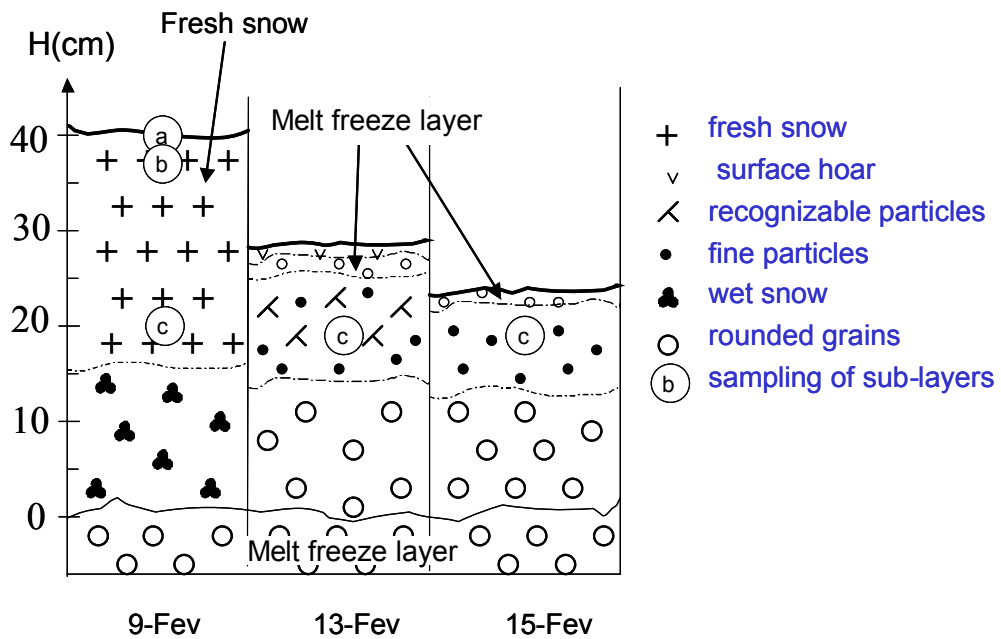 Fresh snow
H(cm)
40
30
20
10
0
a
b
c
Melt freeze layer
c
c
Melt freeze layer
9-Fev
13-Fev
15-Fev
fresh snow
surface hoar
recognizable particles
fine particles
wet snow
rounded grains
b sampling of sub-layers